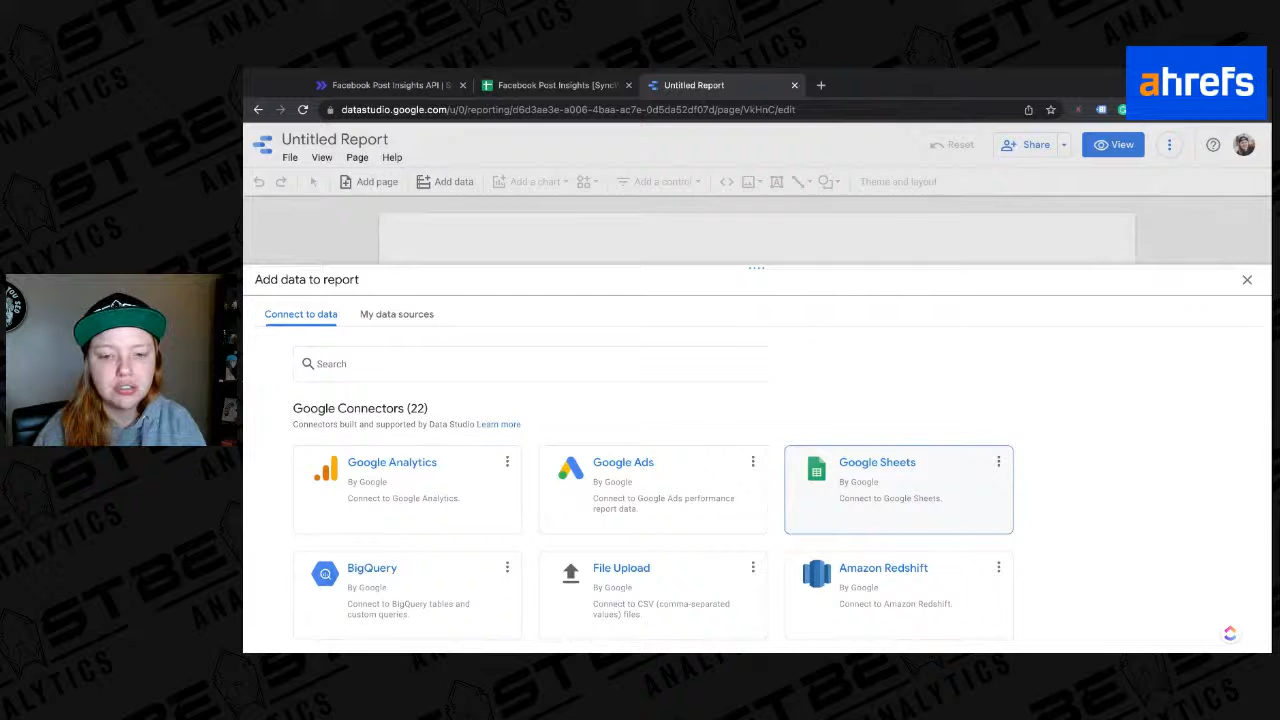 ST BE
ANALYTICS
ahrefs
Facebook Post Insights API | S
Facebook Post Insights [Sync
Untitled Report
datastudio.google.com/u/0/reporting/d6d3ae3e-a006-4baa-ac7e-0d5da52df07d/page/VkHnC/edit
Untitled Report
File View Page Help
Reset
Share
View
Add page
Add data
Add a chart
Add a control
Theme and layout
Add data to report
Connect to data
My data sources
Search
Google Connectors (22)
Connectors built and supported by Data Studio Learn more
Google Analytics
By Google
Connect to Google Analytics.
Google Ads
By Google
Connect to Google Ads performance
report data.
Google Sheets
By Google
Connect to Google Sheets.
BigQuery
By Google
Connect to BigQuery tables and
custom queries.
File Upload
By Google
Connect to CSV (comma-separated
values) files.
Amazon Redshift
By Google
Connect to Amazon Redshift.
YOU SEO